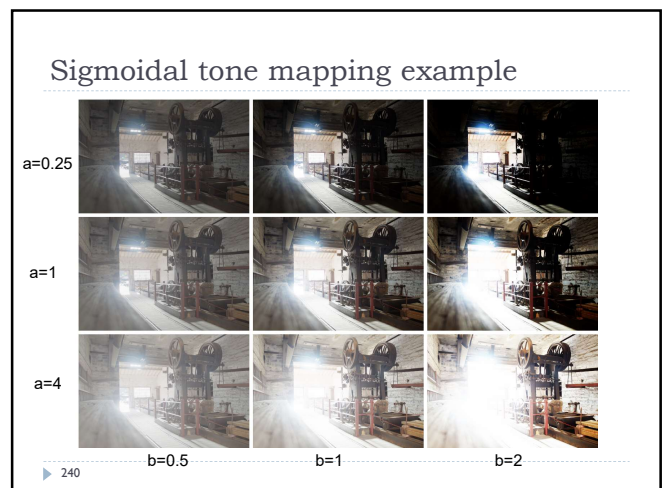 Sigmoidal tone mapping example
a=0.25
a=1
a=4
b=0.5 b=1 b=2
240